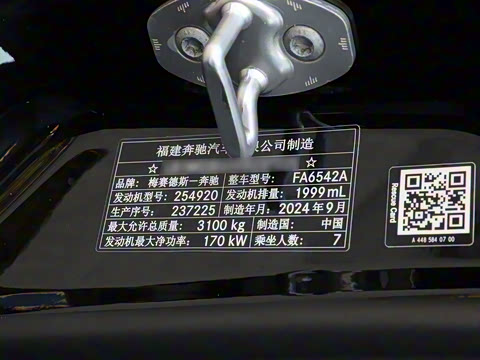 福建奔驰汽 限公司制造
☆ ☆
品牌: 梅赛德斯—奔驰 整车型号: FA6542A
发动机型号: 254920 发动机排量: 1999mL
生产序号: 237225 制造年月: 2024年9月
最大允许总质量: 3100 kg 制造国: 中国
发动机最大净功率: 170 kW 乘坐人数: 7
Rescue Card
A 448 584 07 00